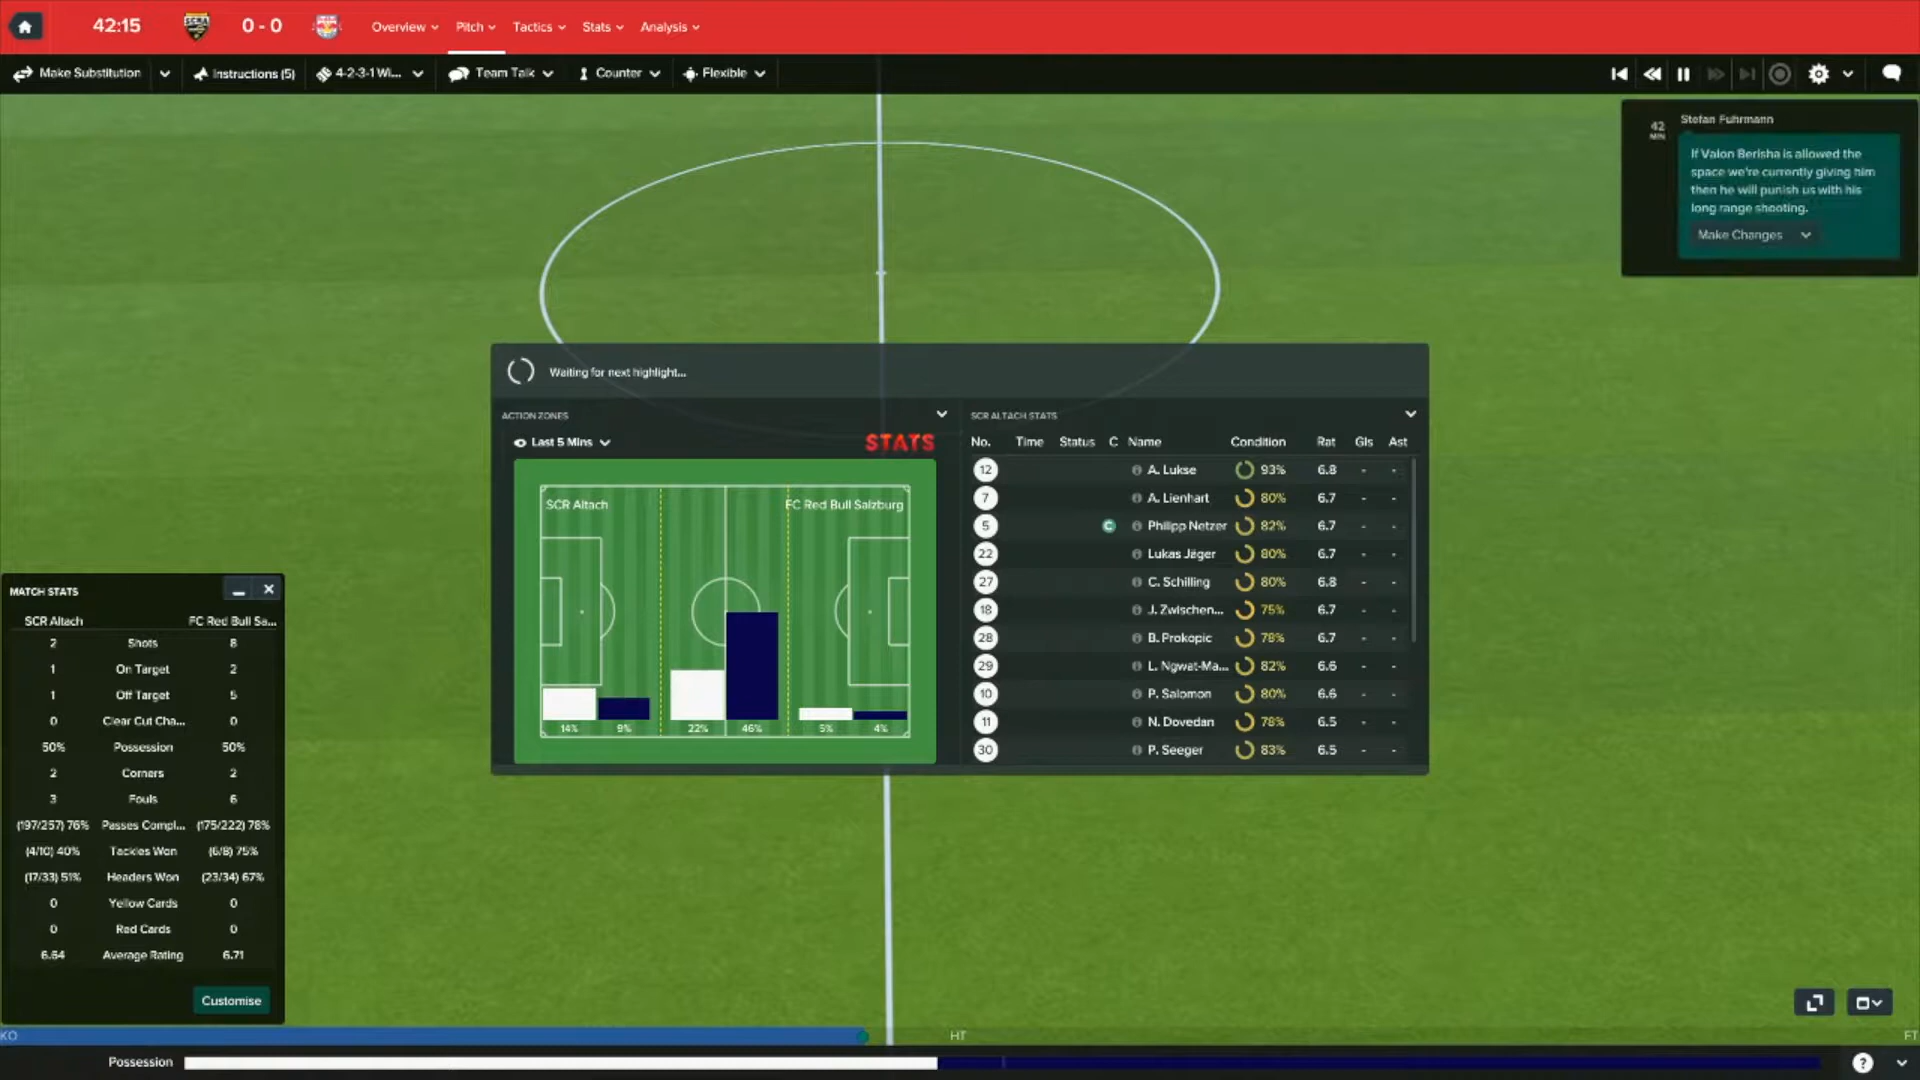 42:15
0 - 0
Overview
Pitch
Tactics
Stats
Analysis
Make Substitution
Instructions (5)
4-2-3-1 Wi...
Team Talk
Counter
Flexible
42
MIN
Stefan Fuhrmann
If Valon Berisha is allowed the
space we're currently giving him
then he will punish us with his
long range shooting.
Make Changes
Waiting for next highlight...
ACTION ZONES
Last 5 Mins
STATS
SCR Altach
FC Red Bull Salzburg
14%
9%
22%
46%
5%
4%
SCR ALTACH STATS
No. Time Status C Name Condition Rat Gls Ast
12 A. Lukse 93% 6.8 - -
7 A. Lienhart 80% 6.7 - -
5 C Philipp Netzer 82% 6.7 - -
22 Lukas Jäger 80% 6.7 - -
27 C. Schilling 80% 6.8 - -
18 J. Zwischen... 75% 6.7 - -
28 B. Prokopic 78% 6.7 - -
29 L. Ngwat-Ma... 82% 6.6 - -
10 P. Salomon 80% 6.6 - -
11 N. Dovedan 78% 6.5 - -
30 P. Seeger 83% 6.5 - -
MATCH STATS
SCR Altach FC Red Bull Sa...
2 Shots 8
1 On Target 2
1 Off Target 5
0 Clear Cut Cha... 0
50% Possession 50%
2 Corners 2
3 Fouls 6
(197/257) 76% Passes Compl... (175/222) 78%
(4/10) 40% Tackles Won (6/8) 75%
(17/33) 51% Headers Won (23/34) 67%
0 Yellow Cards 0
0 Red Cards 0
6.64 Average Rating 6.71
Customise
KO
HT
FT
Possession
?